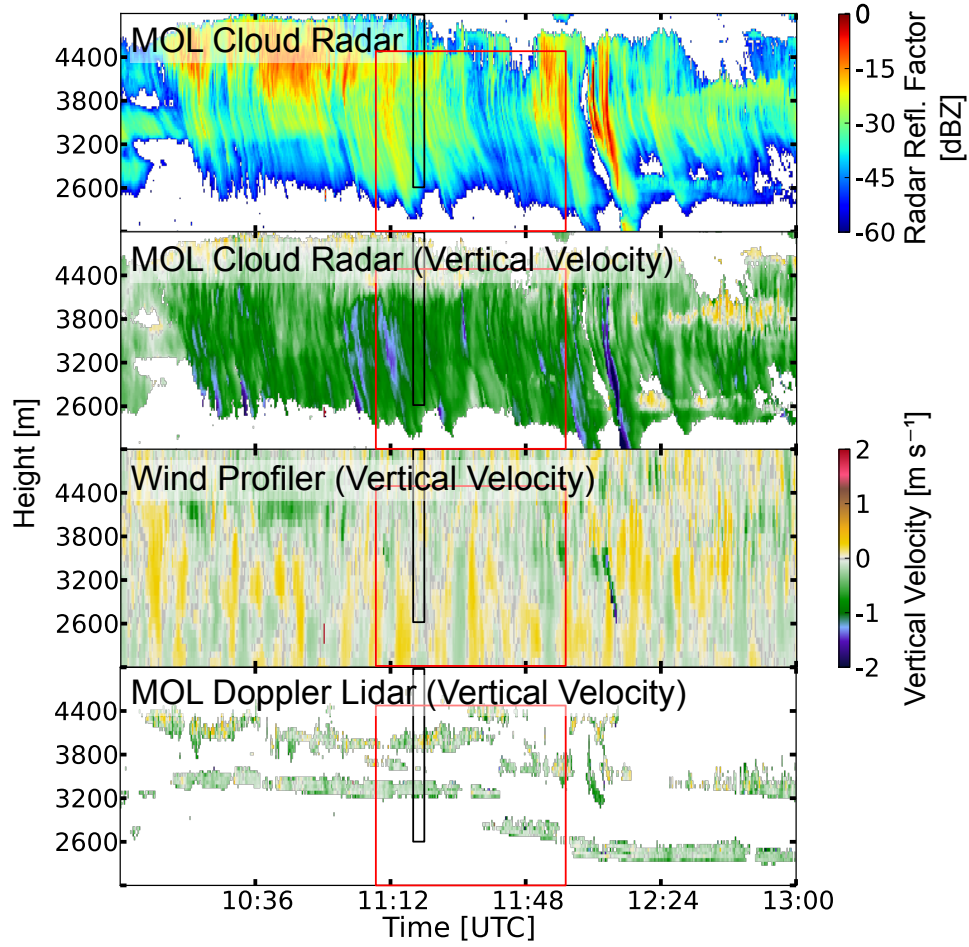 MOL Cloud Radar
4400
3800
3200
2600
0
-15
-30
-45
-60
Radar Refl. Factor
[dBZ]
MOL Cloud Radar (Vertical Velocity)
4400
3800
3200
2600
Height [m]
Wind Profiler (Vertical Velocity)
4400
3800
3200
2600
2
1
0
-1
-2
Vertical Velocity [m s⁻¹]
MOL Doppler Lidar (Vertical Velocity)
4400
3800
3200
2600
10:36 11:12 11:48 12:24 13:00
Time [UTC]